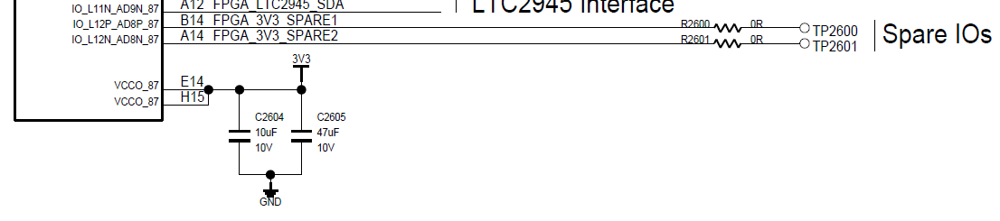 IO_L11N_AD9N_87 A12 FPGA_LTC2945_SDA LTC2945 Interface
IO_L12P_AD8P_87 B14 FPGA_3V3_SPARE1 R2600 0R TP2600
IO_L12N_AD8N_87 A14 FPGA_3V3_SPARE2 R2601 0R TP2601
Spare IOs
3V3
VCCO_87 E14
VCCO_87 H15
C2604 C2605
10uF 47uF
10V 10V
GND